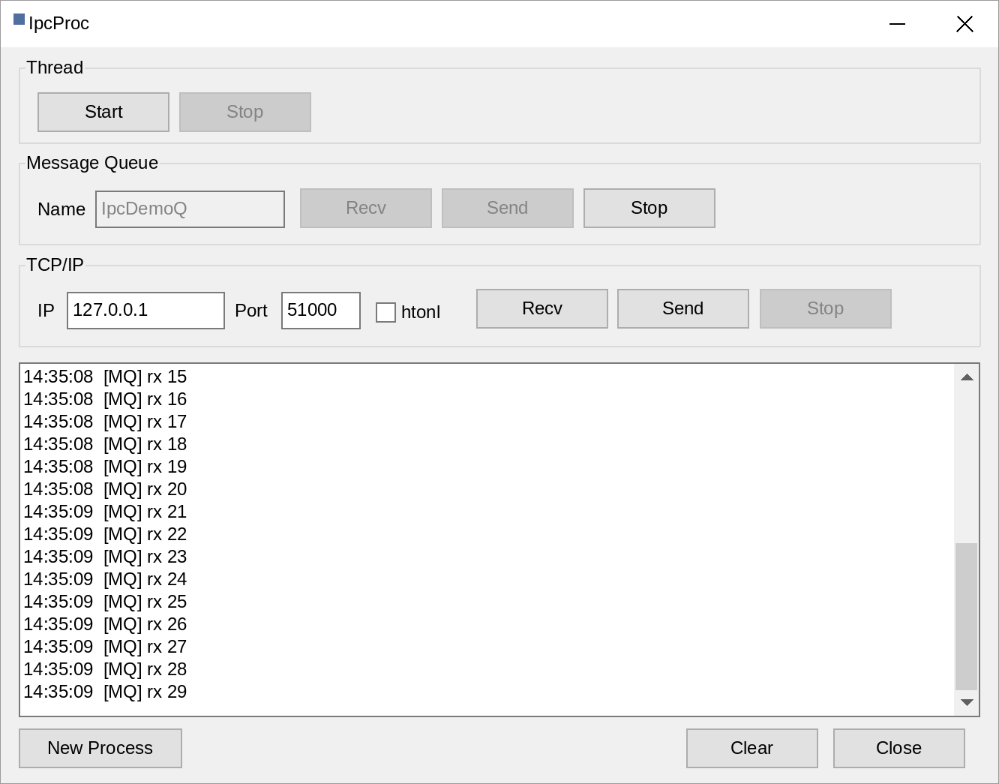 IpcProc
Thread
Start Stop
Message Queue
Name IpcDemoQ Recv Send Stop
TCP/IP
IP 127.0.0.1 Port 51000 htonl Recv Send Stop
14:35:08 [MQ] rx 15
14:35:08 [MQ] rx 16
14:35:08 [MQ] rx 17
14:35:08 [MQ] rx 18
14:35:08 [MQ] rx 19
14:35:08 [MQ] rx 20
14:35:09 [MQ] rx 21
14:35:09 [MQ] rx 22
14:35:09 [MQ] rx 23
14:35:09 [MQ] rx 24
14:35:09 [MQ] rx 25
14:35:09 [MQ] rx 26
14:35:09 [MQ] rx 27
14:35:09 [MQ] rx 28
14:35:09 [MQ] rx 29
New Process Clear Close